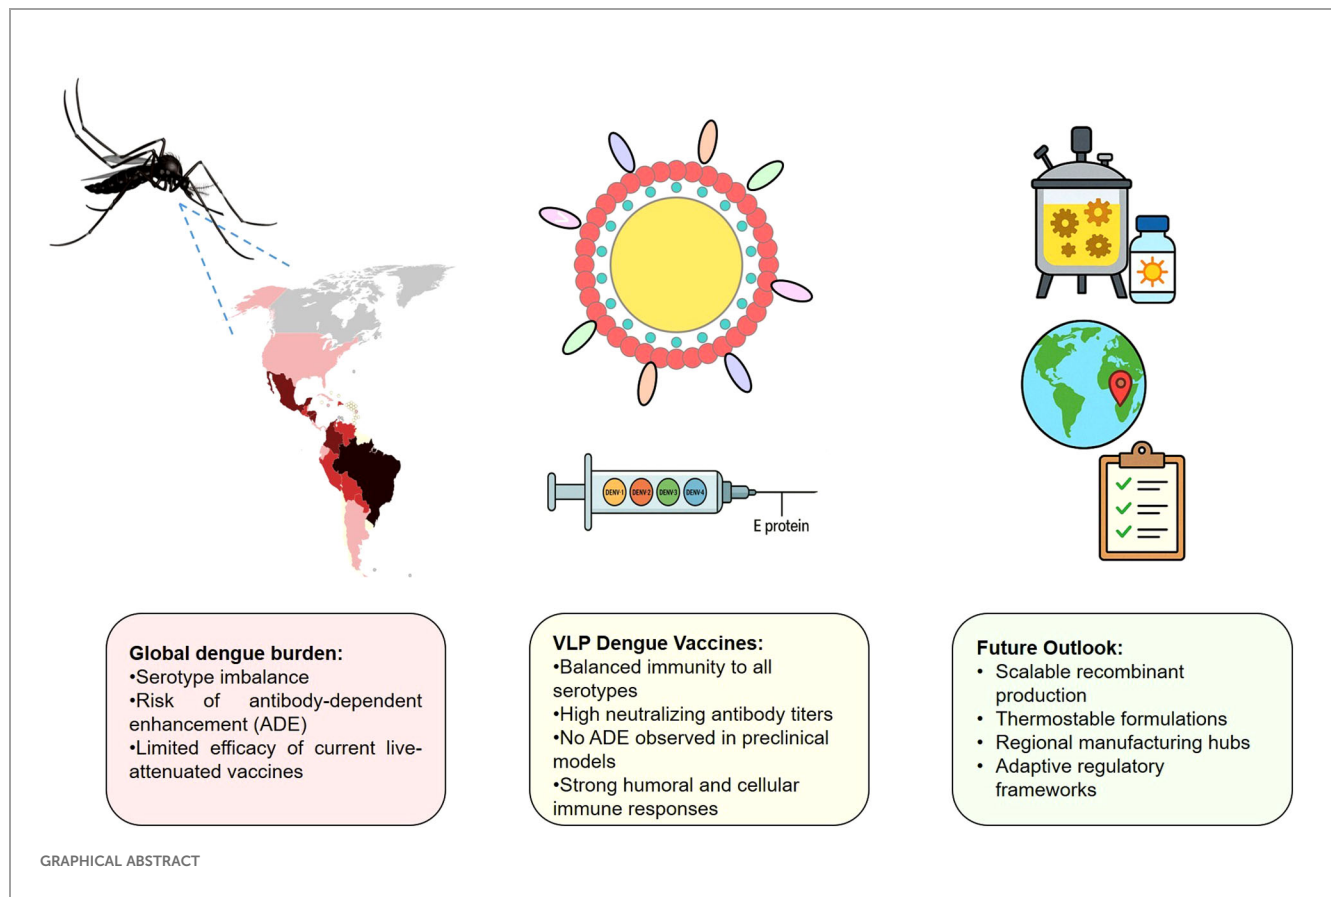 DENV-1 DENV-2 DENV-3 DENV-4
E protein
Global dengue burden:
•Serotype imbalance
•Risk of antibody-dependent
enhancement (ADE)
•Limited efficacy of current live-
attenuated vaccines
VLP Dengue Vaccines:
•Balanced immunity to all
serotypes
•High neutralizing antibody titers
•No ADE observed in preclinical
models
•Strong humoral and cellular
immune responses
Future Outlook:
• Scalable recombinant
production
• Thermostable formulations
• Regional manufacturing hubs
• Adaptive regulatory
frameworks
GRAPHICAL ABSTRACT